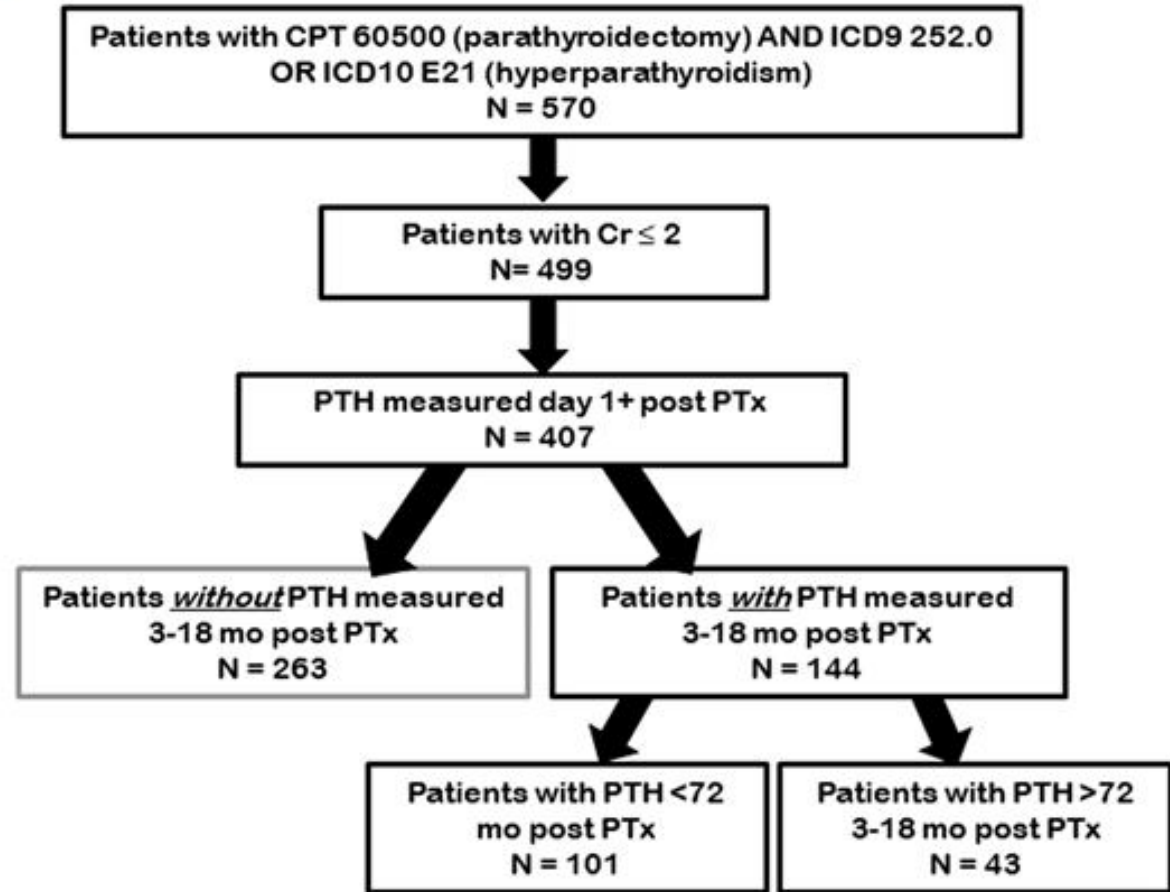 Patients with CPT 60500 (parathyroidectomy) AND ICD9 252.0
OR ICD10 E21 (hyperparathyroidism)
N = 570
Patients with Cr ≤ 2
N= 499
PTH measured day 1+ post PTx
N = 407
Patients without PTH measured
3-18 mo post PTx
N = 263
Patients with PTH measured
3-18 mo post PTx
N = 144
Patients with PTH <72
mo post PTx
N = 101
Patients with PTH >72
3-18 mo post PTx
N = 43